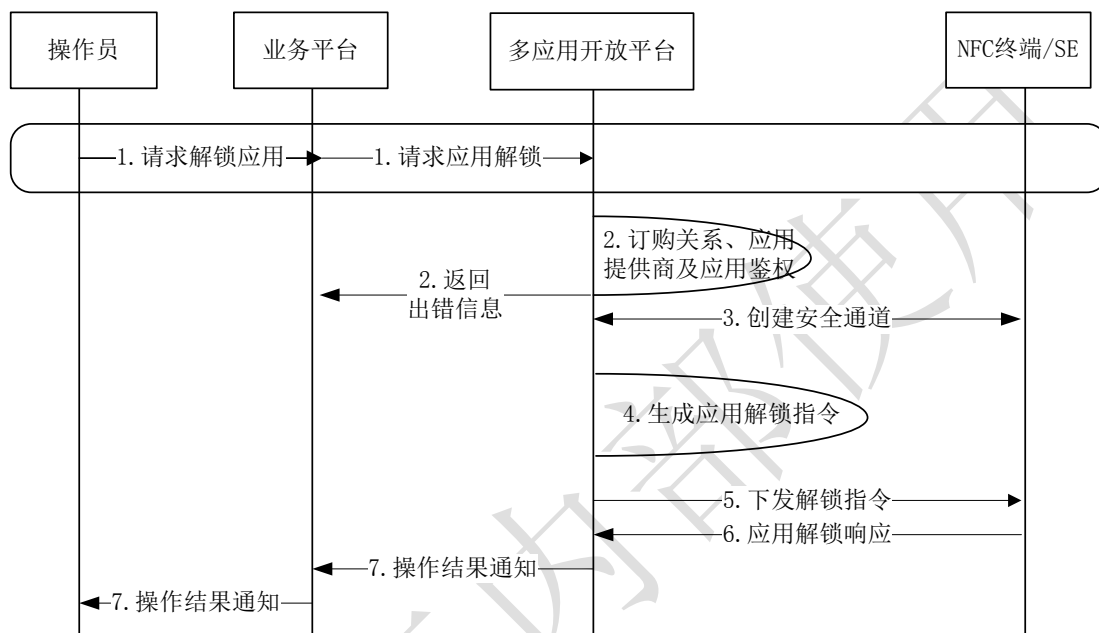 操作员
业务平台
多应用开放平台
NFC终端/SE
1.请求解锁应用
1.请求应用解锁
2.订购关系、应用
提供商及应用鉴权
2.返回
出错信息
3.创建安全通道
4.生成应用解锁指令
5.下发解锁指令
6.应用解锁响应
7.操作结果通知
7.操作结果通知
内部使用